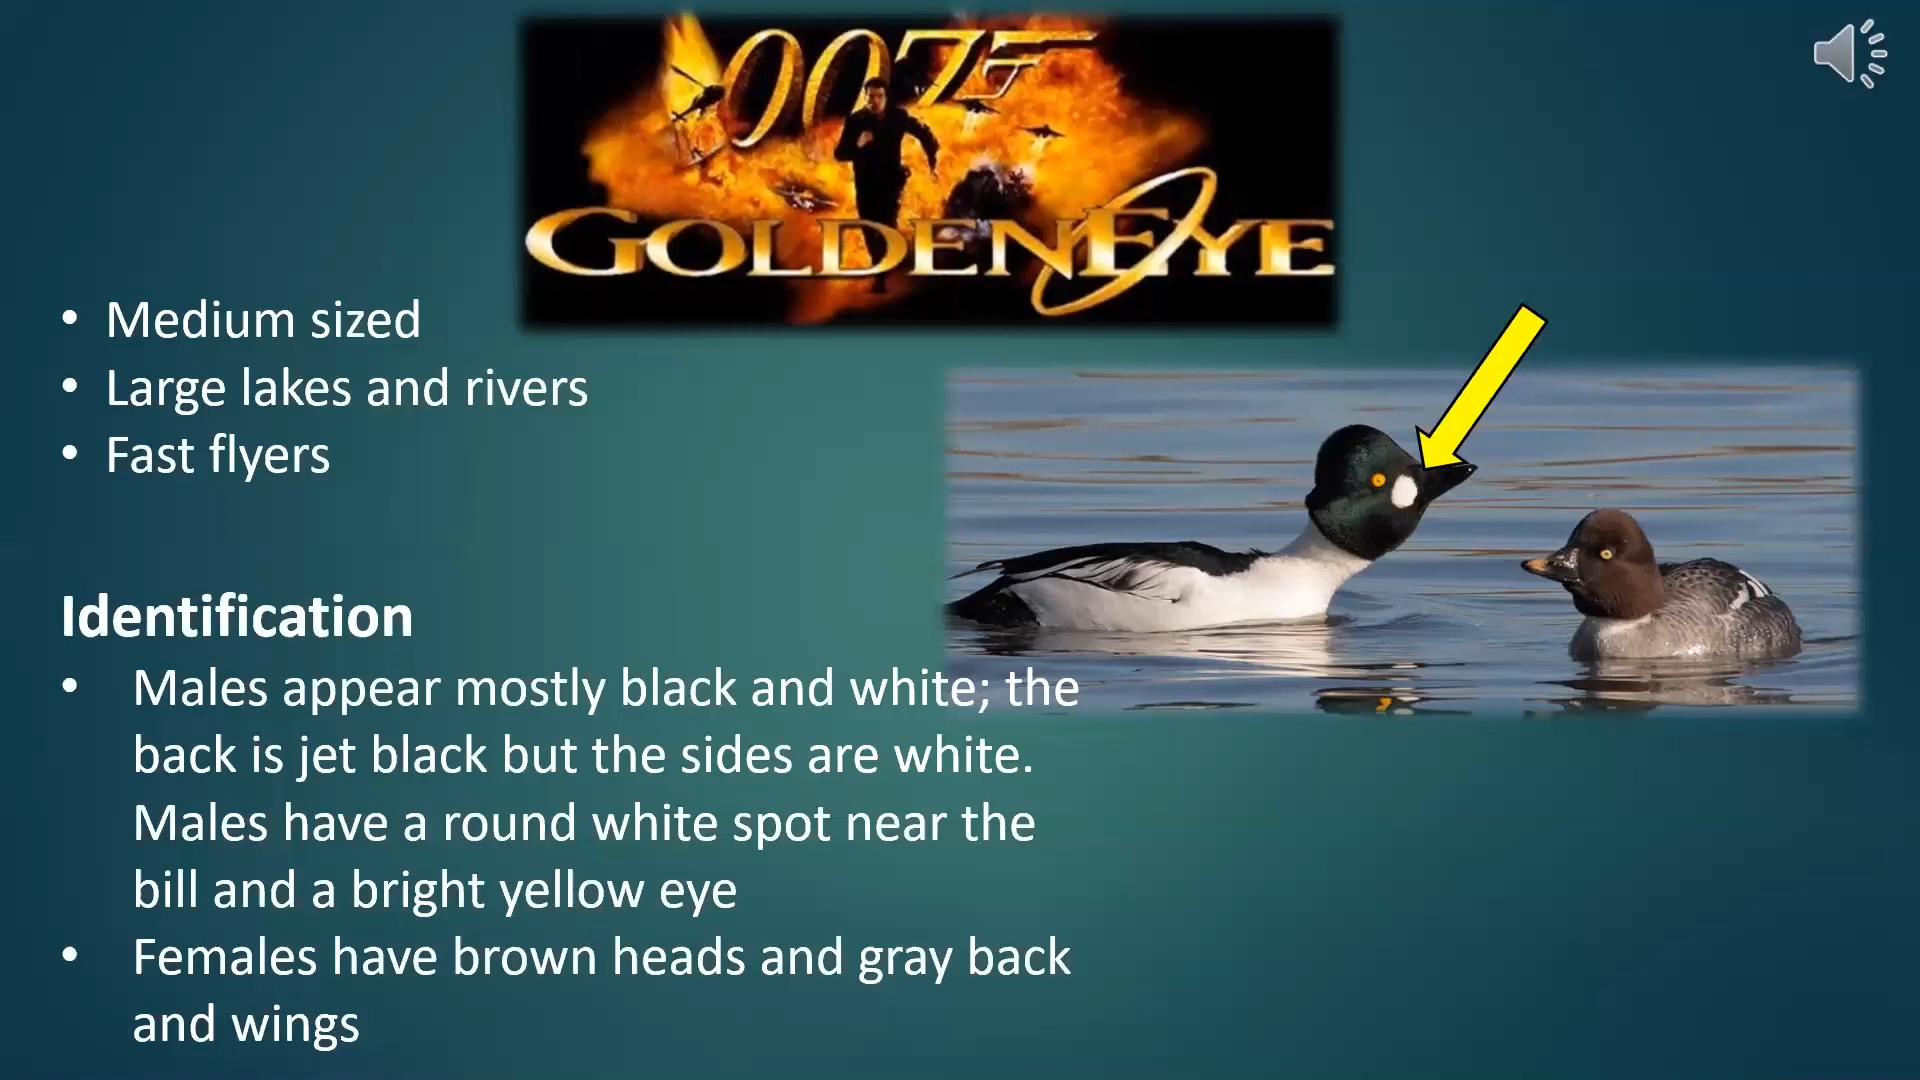 007
GOLDENEYE
• Medium sized
• Large lakes and rivers
• Fast flyers
Identification
• Males appear mostly black and white; the
back is jet black but the sides are white.
Males have a round white spot near the
bill and a bright yellow eye
• Females have brown heads and gray back
and wings